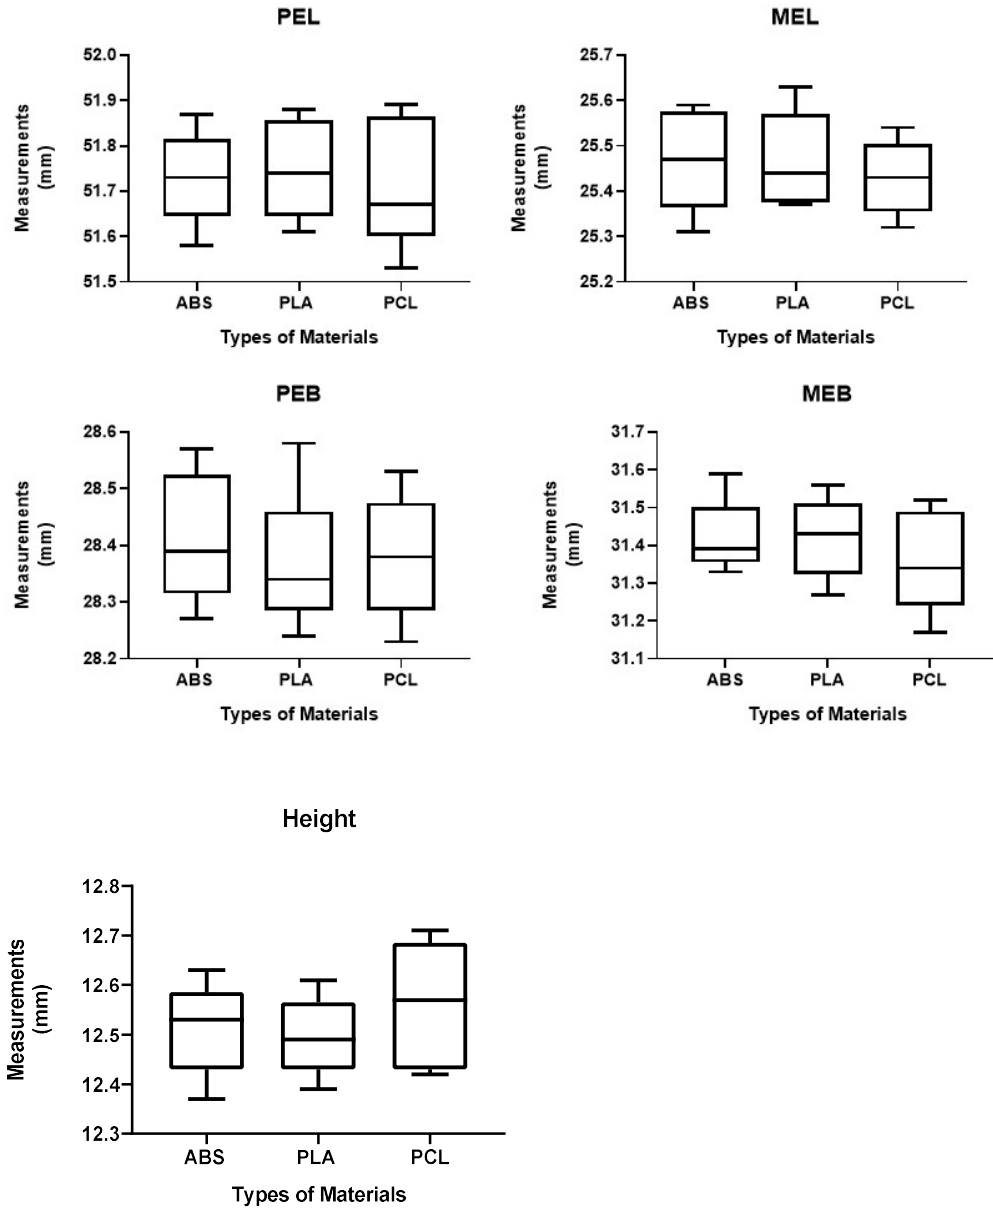 PEL
Measurements
(mm)
52.0
51.9
51.8
51.7
51.6
51.5
ABS PLA PCL
Types of Materials
MEL
Measurements
(mm)
25.7
25.6
25.5
25.4
25.3
25.2
ABS PLA PCL
Types of Materials
PEB
Measurements
(mm)
28.6
28.5
28.4
28.3
28.2
ABS PLA PCL
Types of Materials
MEB
Measurements
(mm)
31.7
31.6
31.5
31.4
31.3
31.2
31.1
ABS PLA PCL
Types of Materials
Height
Measurements
(mm)
12.8
12.7
12.6
12.5
12.4
12.3
ABS PLA PCL
Types of Materials